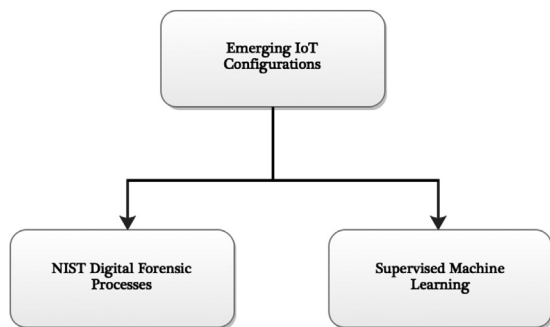 Emerging IoT
Configurations
NIST Digital Forensic
Processes
Supervised Machine
Learning